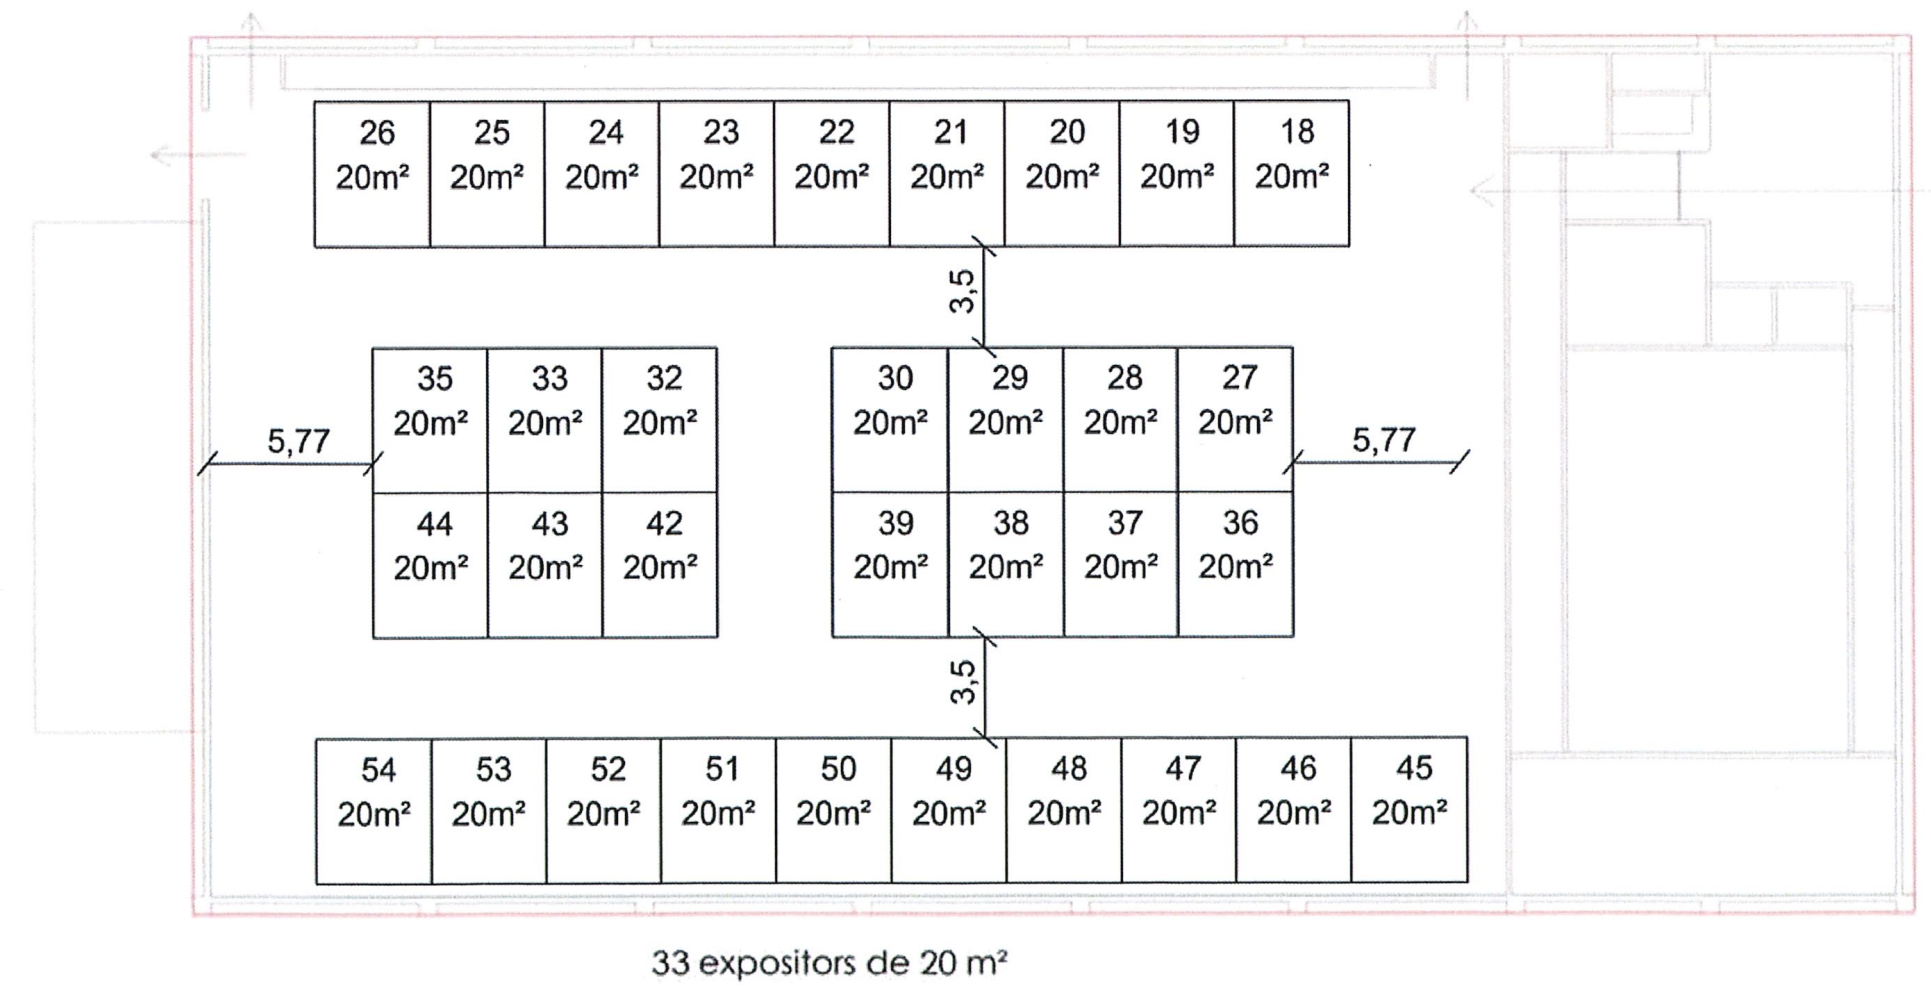 26 25 24 23 22 21 20 19 18
20m² 20m² 20m² 20m² 20m² 20m² 20m² 20m² 20m²
3,5
35 33 32 30 29 28 27
20m² 20m² 20m² 20m² 20m² 20m² 20m²
5,77 5,77
44 43 42 39 38 37 36
20m² 20m² 20m² 20m² 20m² 20m² 20m²
3,5
54 53 52 51 50 49 48 47 46 45
20m² 20m² 20m² 20m² 20m² 20m² 20m² 20m² 20m² 20m²
33 expositors de 20 m²